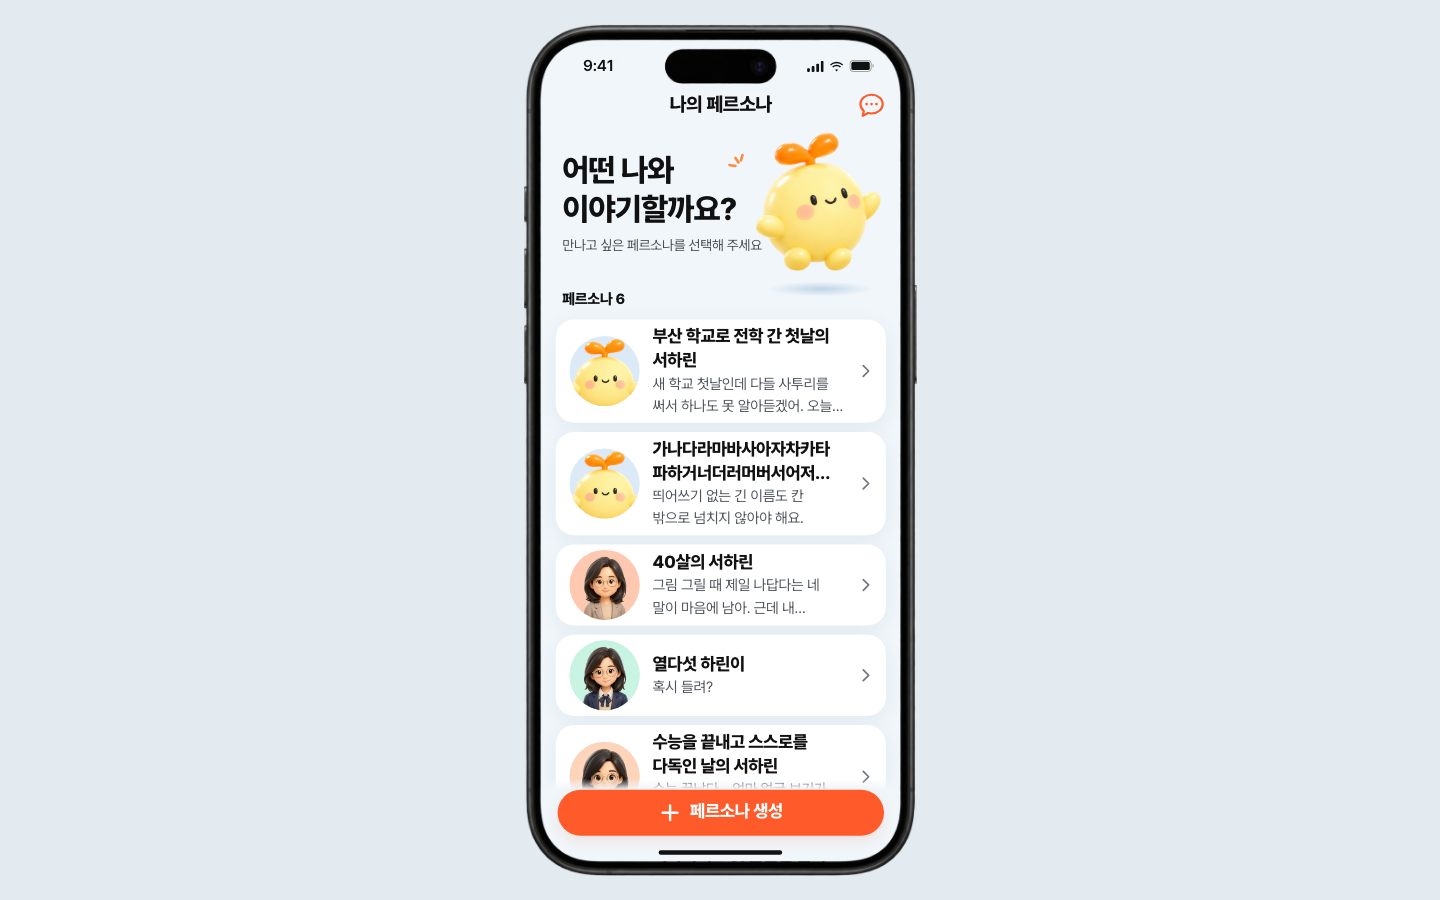 9:41
나의 페르소나
어떤 나와
이야기할까요?
만나고 싶은 페르소나를 선택해 주세요
페르소나 6
부산 학교로 전학 간 첫날의
서하린
새 학교 첫날인데 다들 사투리를
써서 하나도 못 알아듣겠어. 오늘...
가나다라마바사아자차카타
파하거너더러머버서어저...
띄어쓰기 없는 긴 이름도 칸
밖으로 넘치지 않아야 해요.
40살의 서하린
그림 그릴 때 제일 나답다는 네
말이 마음에 남아. 근데 내...
열다섯 하린이
혹시 들려?
수능을 끝내고 스스로를
다독인 날의 서하린
페르소나 생성